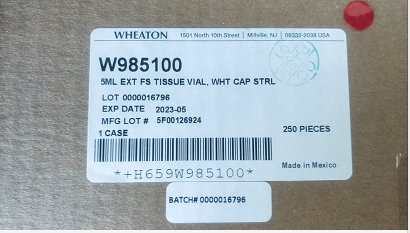 WHEATON 1501 North 10th Street | Millville, NJ | 08332-2038 USA
W985100
5ML EXT FS TISSUE VIAL, WHT CAP STRL
LOT 0000016796
EXP DATE 2023-05
MFG LOT # 5F00126924
1 CASE 250 PIECES
Made in Mexico
*+H659W985100*
BATCH# 0000016796